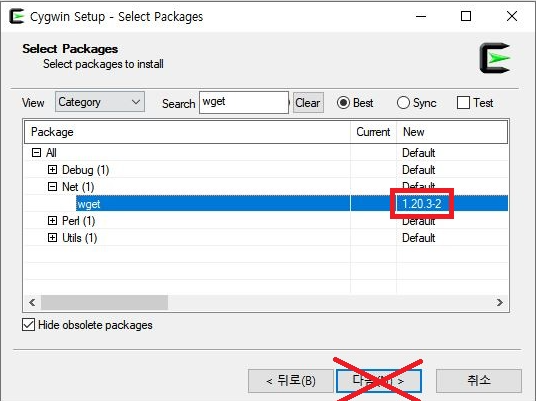 Cygwin Setup - Select Packages
Select Packages
Select packages to install
View Category Search wget Clear Best Sync Test
Package Current New
All Default
Debug (1) Default
Net (1) Default
wget 1.20.3-2
Perl (1) Default
Utils (1) Default
Hide obsolete packages
< 뒤로(B) 다음(N) > 취소